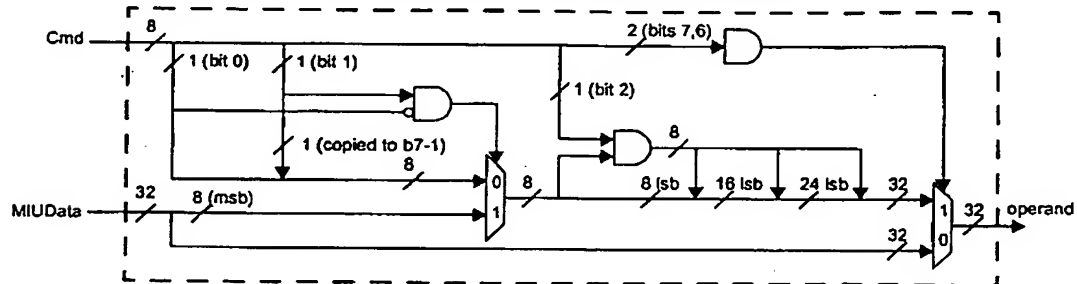 Cmd
8
2 (bits 7,6)
1 (bit 0)
1 (bit 1)
1 (bit 2)
1 (copied to b7-1)
8
8
0
1
8
8 lsb
16 lsb
24 lsb
32
1
0
32
operand
MIUData
32
8 (msb)
32